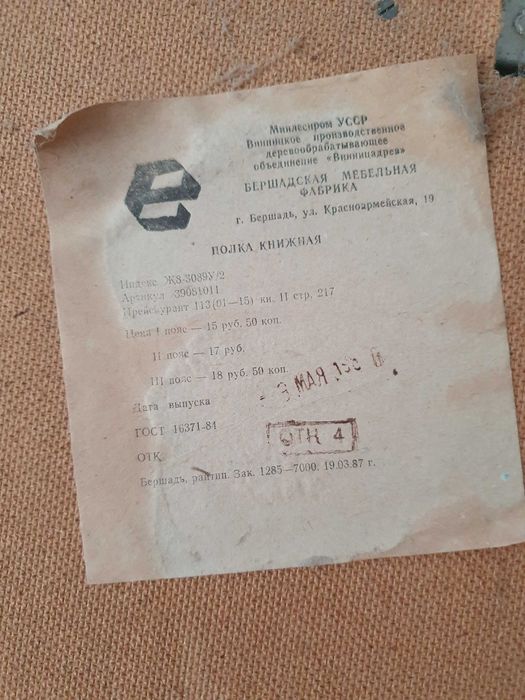 Минлеспром УССР
Винницкое производственное
деревообрабатывающее
объединение «Винницадрев»
БЕРШАДСКАЯ МЕБЕЛЬНАЯ
ФАБРИКА
г. Бершадь, ул. Красноармейская, 19
ПОЛКА КНИЖНАЯ
Индекс Ж8-3089У/2
Артикул 39051011
Прейскурант 113(01—15) кн. II стр. 217
Цена I пояс — 15 руб. 50 коп.
II пояс — 17 руб.
III пояс — 18 руб. 50 коп.
Дата выпуска
МАЯ
ГОСТ 16371-84
ОТК 4
ОТК
Бершадь, райтип. Зак. 1285—7000. 19.03.87 г.